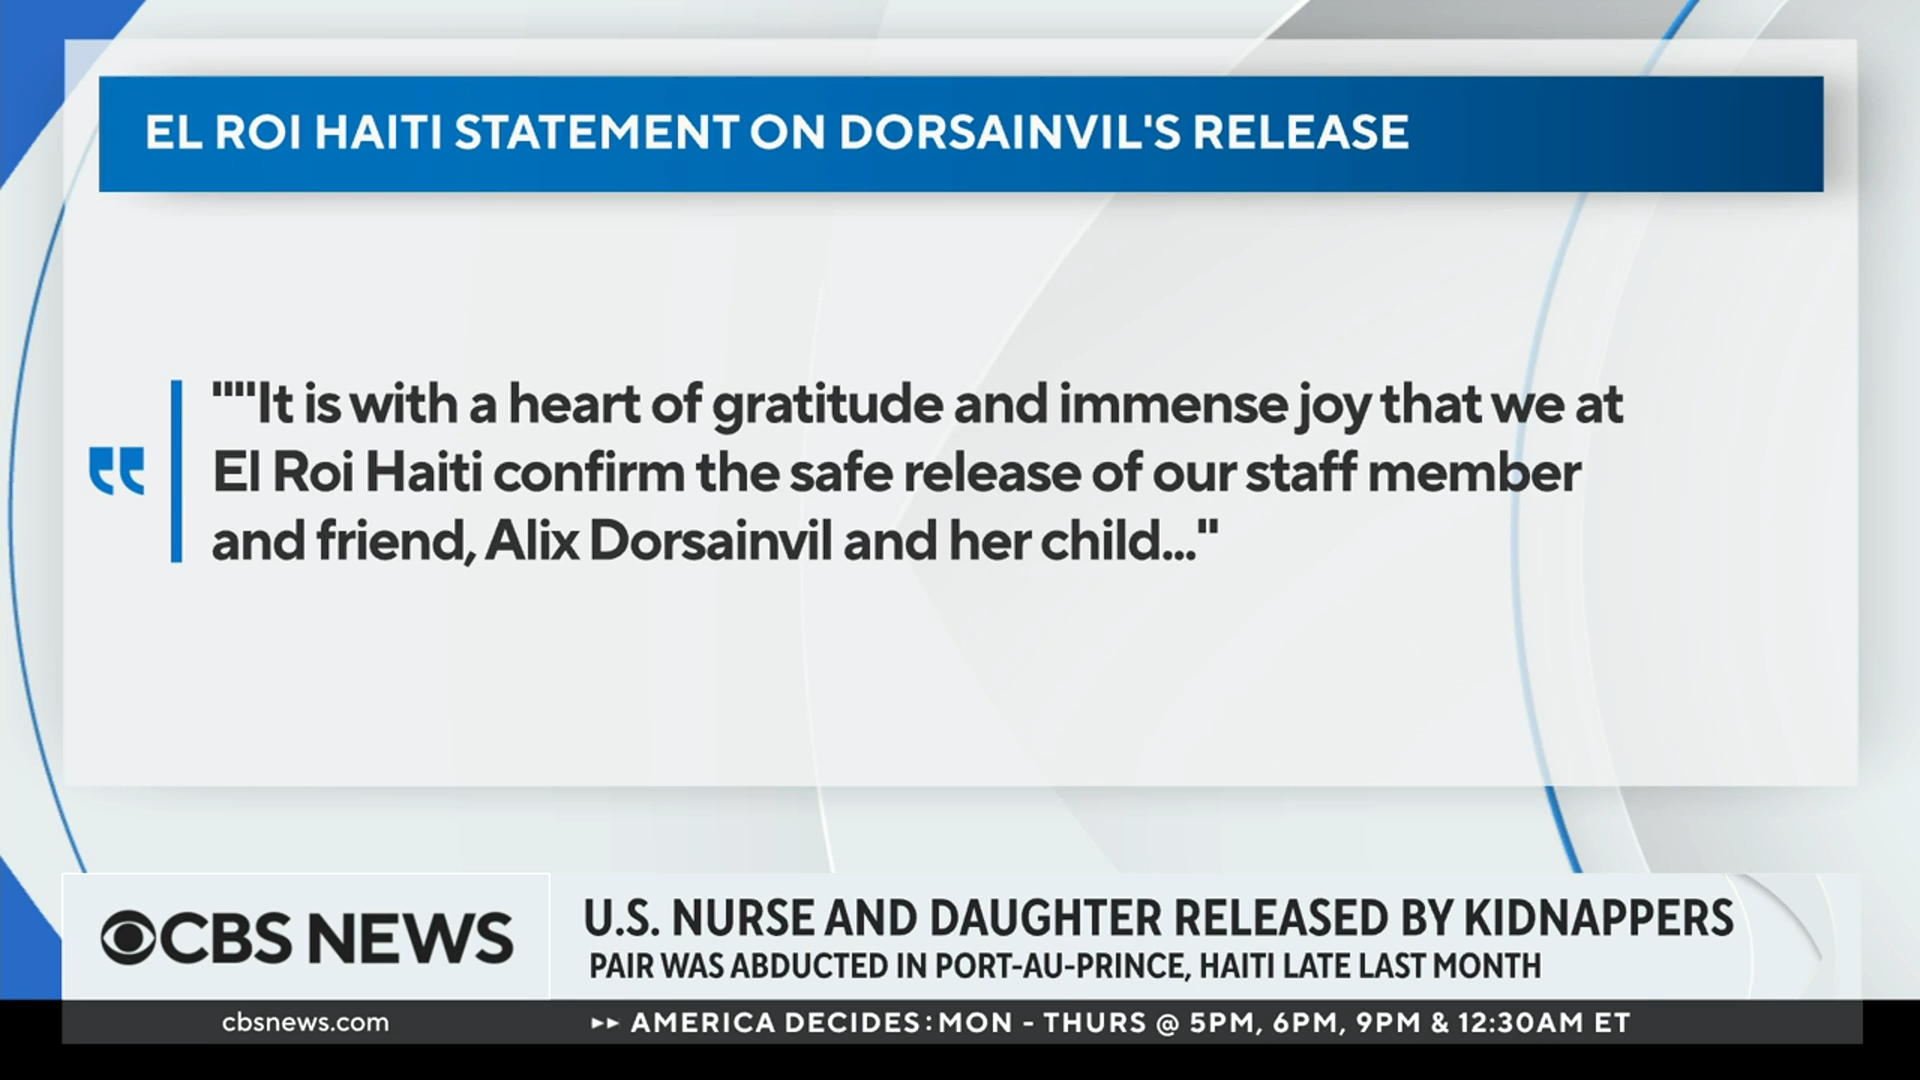 EL ROI HAITI STATEMENT ON DORSAINVIL'S RELEASE
""It is with a heart of gratitude and immense joy that we at
El Roi Haiti confirm the safe release of our staff member
and friend, Alix Dorsainvil and her child..."
CBS NEWS
U.S. NURSE AND DAUGHTER RELEASED BY KIDNAPPERS
PAIR WAS ABDUCTED IN PORT-AU-PRINCE, HAITI LATE LAST MONTH
cbsnews.com
AMERICA DECIDES: MON - THURS @ 5PM, 6PM, 9PM & 12:30AM ET